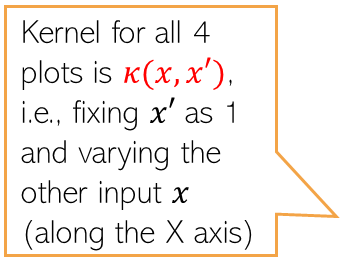 Kernel for all 4
plots is κ(x, x′),
i.e., fixing x′ as 1
and varying the
other input x
(along the X axis)